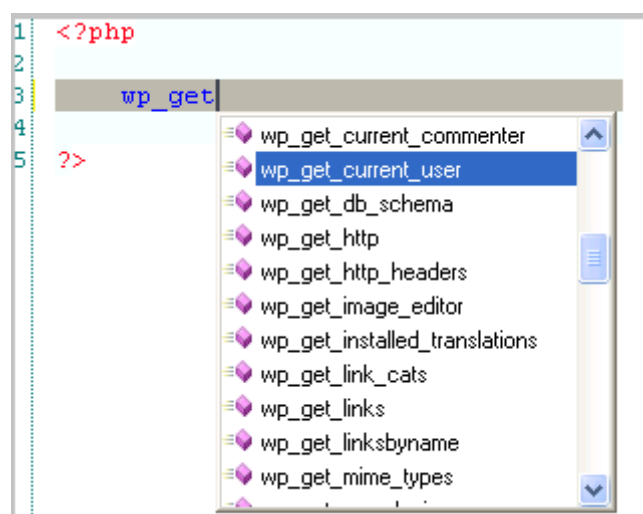 1 <?php
2
3 wp_get
4
5 ?>
wp_get_current_commenter
wp_get_current_user
wp_get_db_schema
wp_get_http
wp_get_http_headers
wp_get_image_editor
wp_get_installed_translations
wp_get_link_cats
wp_get_links
wp_get_linksbyname
wp_get_mime_types